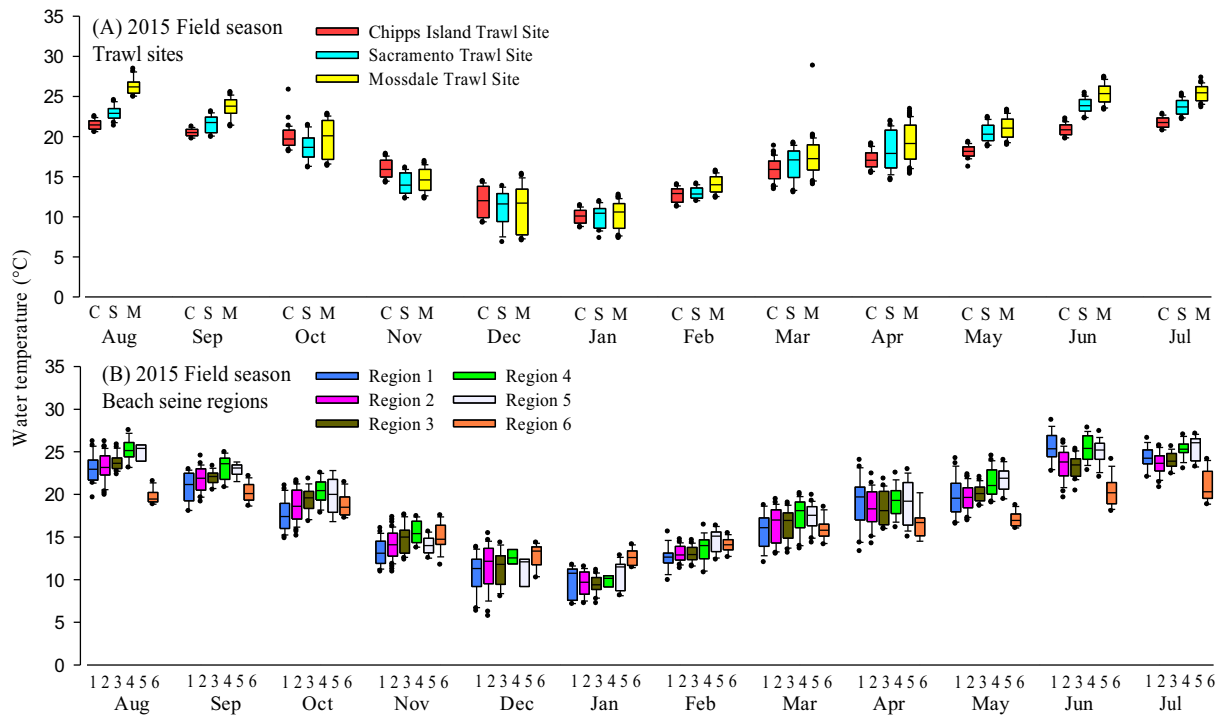 Water temperature (°C)
(A) 2015 Field season
Trawl sites
Chipps Island Trawl Site
Sacramento Trawl Site
Mossdale Trawl Site
35
30
25
20
15
10
5
0
C S M C S M C S M C S M C S M C S M C S M C S M C S M C S M C S M C S M
Aug Sep Oct Nov Dec Jan Feb Mar Apr May Jun Jul
(B) 2015 Field season
Beach seine regions
Region 1 Region 4
Region 2 Region 5
Region 3 Region 6
35
30
25
20
15
10
5
0
1 2 3 4 5 6 1 2 3 4 5 6 1 2 3 4 5 6 1 2 3 4 5 6 1 2 3 4 5 6 1 2 3 4 5 6 1 2 3 4 5 6 1 2 3 4 5 6 1 2 3 4 5 6 1 2 3 4 5 6 1 2 3 4 5 6 1 2 3 4 5 6
Aug Sep Oct Nov Dec Jan Feb Mar Apr May Jun Jul